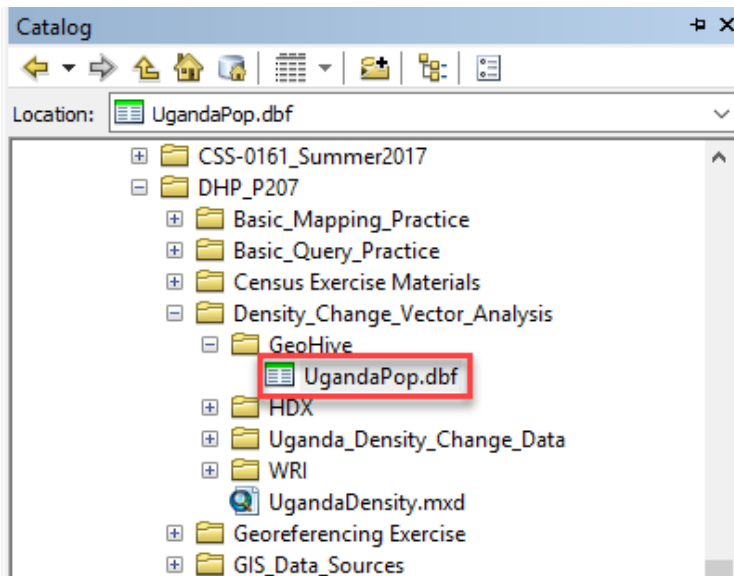 Catalog
Location: UgandaPop.dbf
CSS-0161_Summer2017
DHP_P207
Basic_Mapping_Practice
Basic_Query_Practice
Census Exercise Materials
Density_Change_Vector_Analysis
GeoHive
UgandaPop.dbf
HDX
Uganda_Density_Change_Data
WRI
UgandaDensity.mxd
Georeferencing Exercise
GIS_Data_Sources